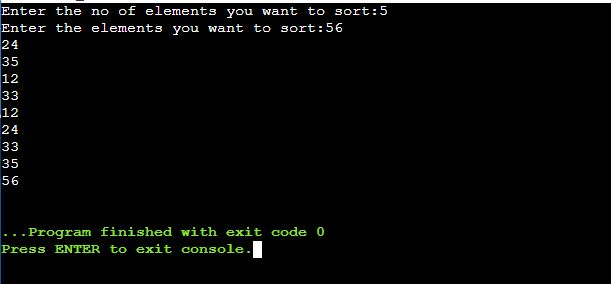 Enter the no of elements you want to sort:5
Enter the elements you want to sort:56
24
35
12
33
12
24
33
35
56
...Program finished with exit code 0
Press ENTER to exit console.